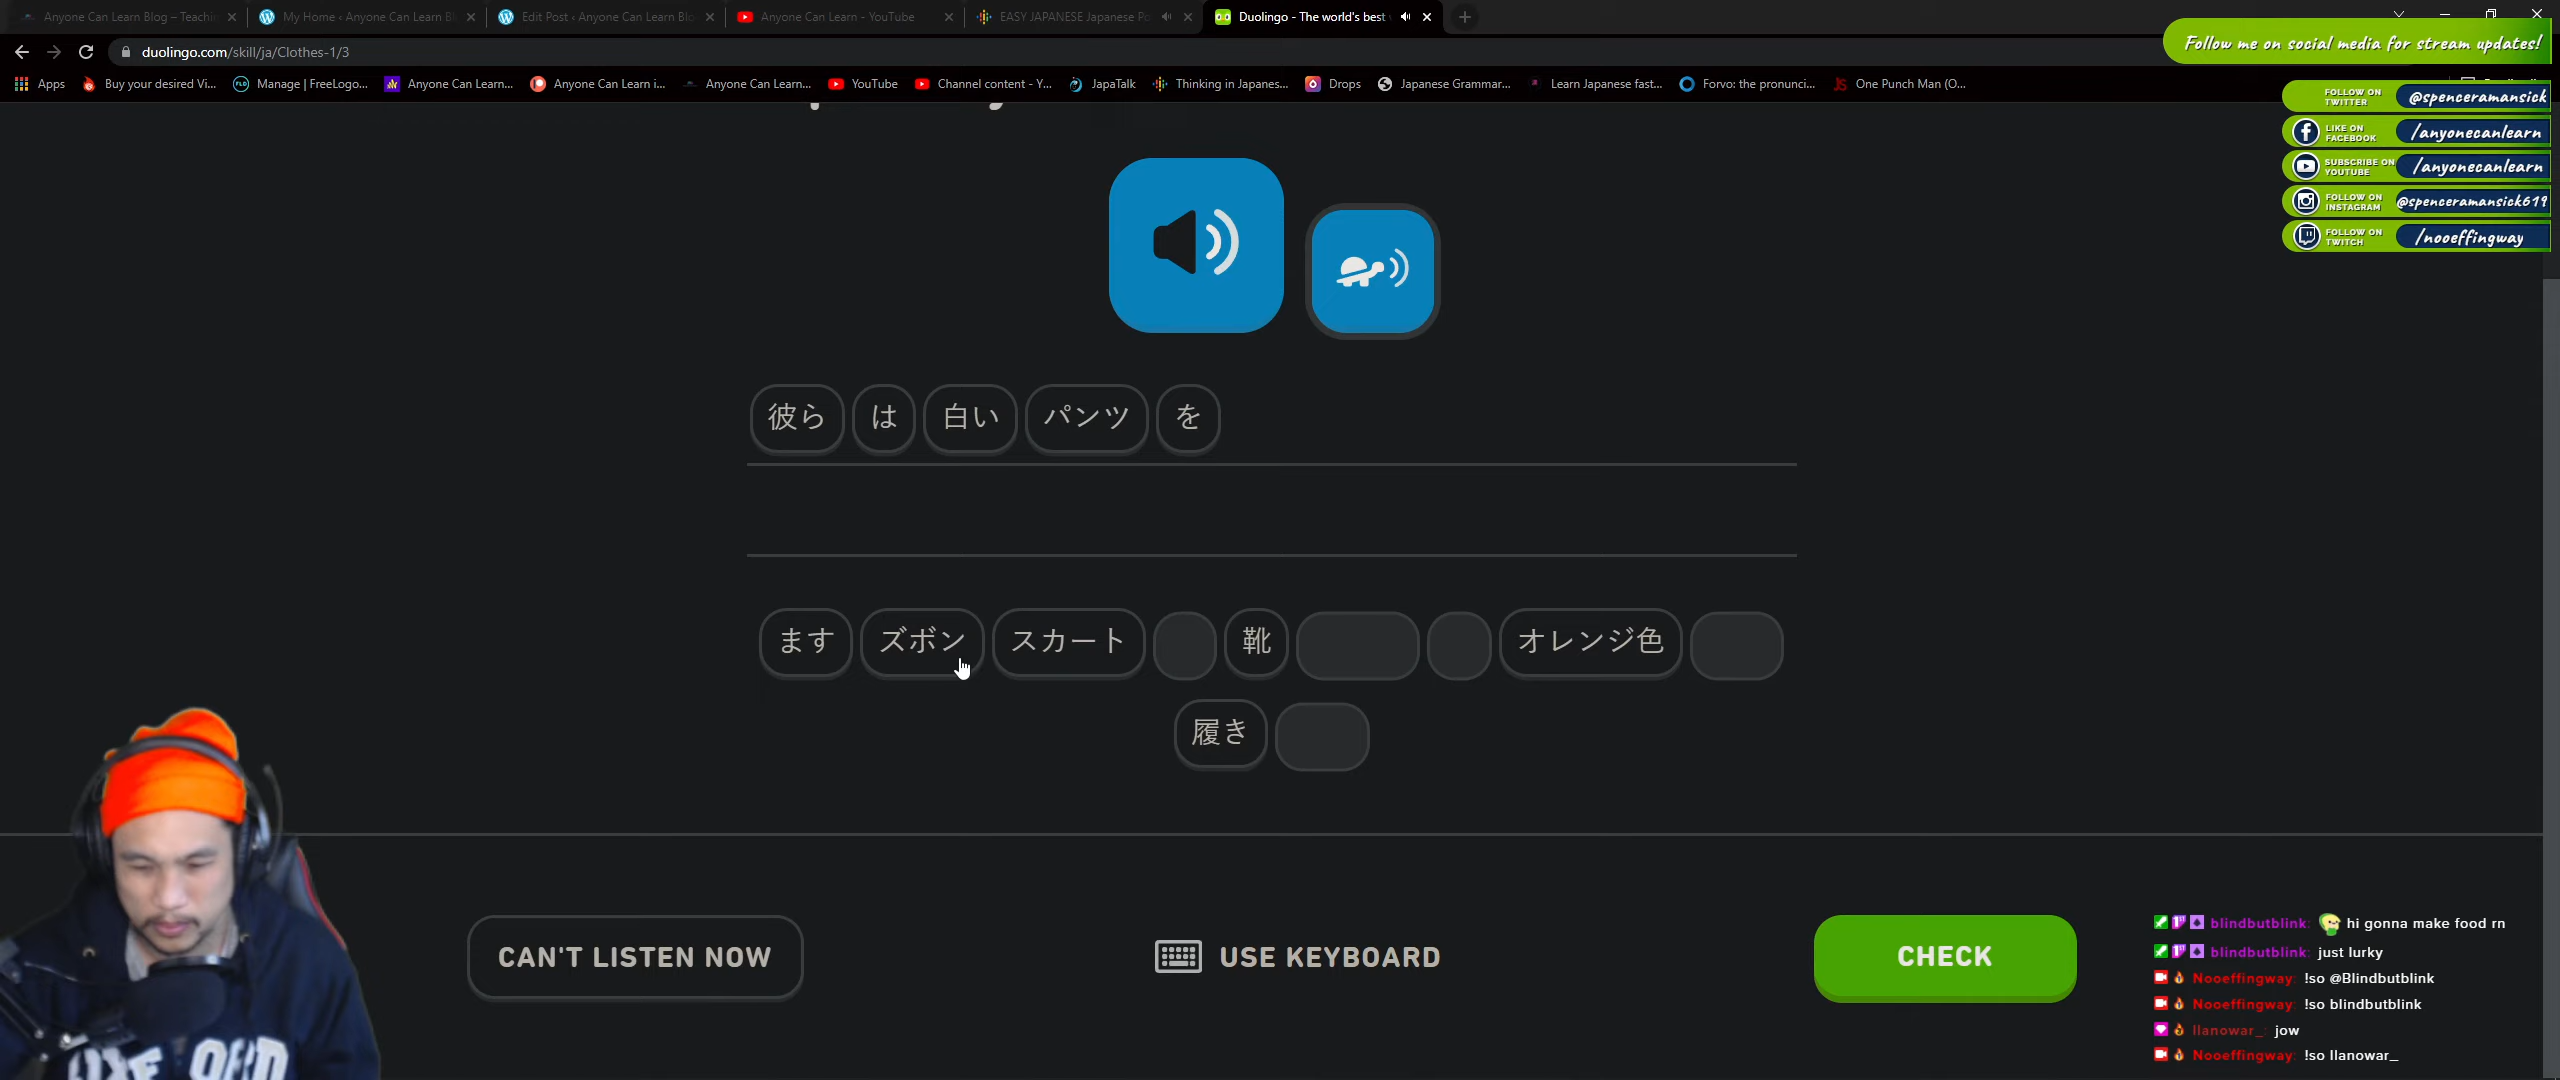 Anyone Can Learn Blog – Teachi
My Home ‹ Anyone Can Learn Bl
Edit Post ‹ Anyone Can Learn Blo
Anyone Can Learn - YouTube
EASY JAPANESE Japanese Po
Duolingo - The world's best
duolingo.com/skill/ja/Clothes-1/3
Follow me on social media for stream updates!
Apps
Buy your desired Vi...
Manage | FreeLogo...
Anyone Can Learn...
Anyone Can Learn i...
Anyone Can Learn...
YouTube
Channel content - Y...
JapaTalk
Thinking in Japanes...
Drops
Japanese Grammar...
Learn Japanese fast...
Forvo: the pronunci...
One Punch Man (O...
FOLLOW ON TWITTER @spenceramansick
LIKE ON FACEBOOK /anyonecanlearn
SUBSCRIBE ON YOUTUBE /anyonecanlearn
FOLLOW ON INSTAGRAM @spenceramansick619
FOLLOW ON TWITCH /nooeffingway
彼ら は 白い パンツ を
ます ズボン スカート 靴 オレンジ色
履き
CAN'T LISTEN NOW
USE KEYBOARD
CHECK
blindbutblink: hi gonna make food rn
blindbutblink: just lurky
Nooeffingway: !so @Blindbutblink
Nooeffingway: !so blindbutblink
llanowar_: jow
Nooeffingway: !so llanowar_